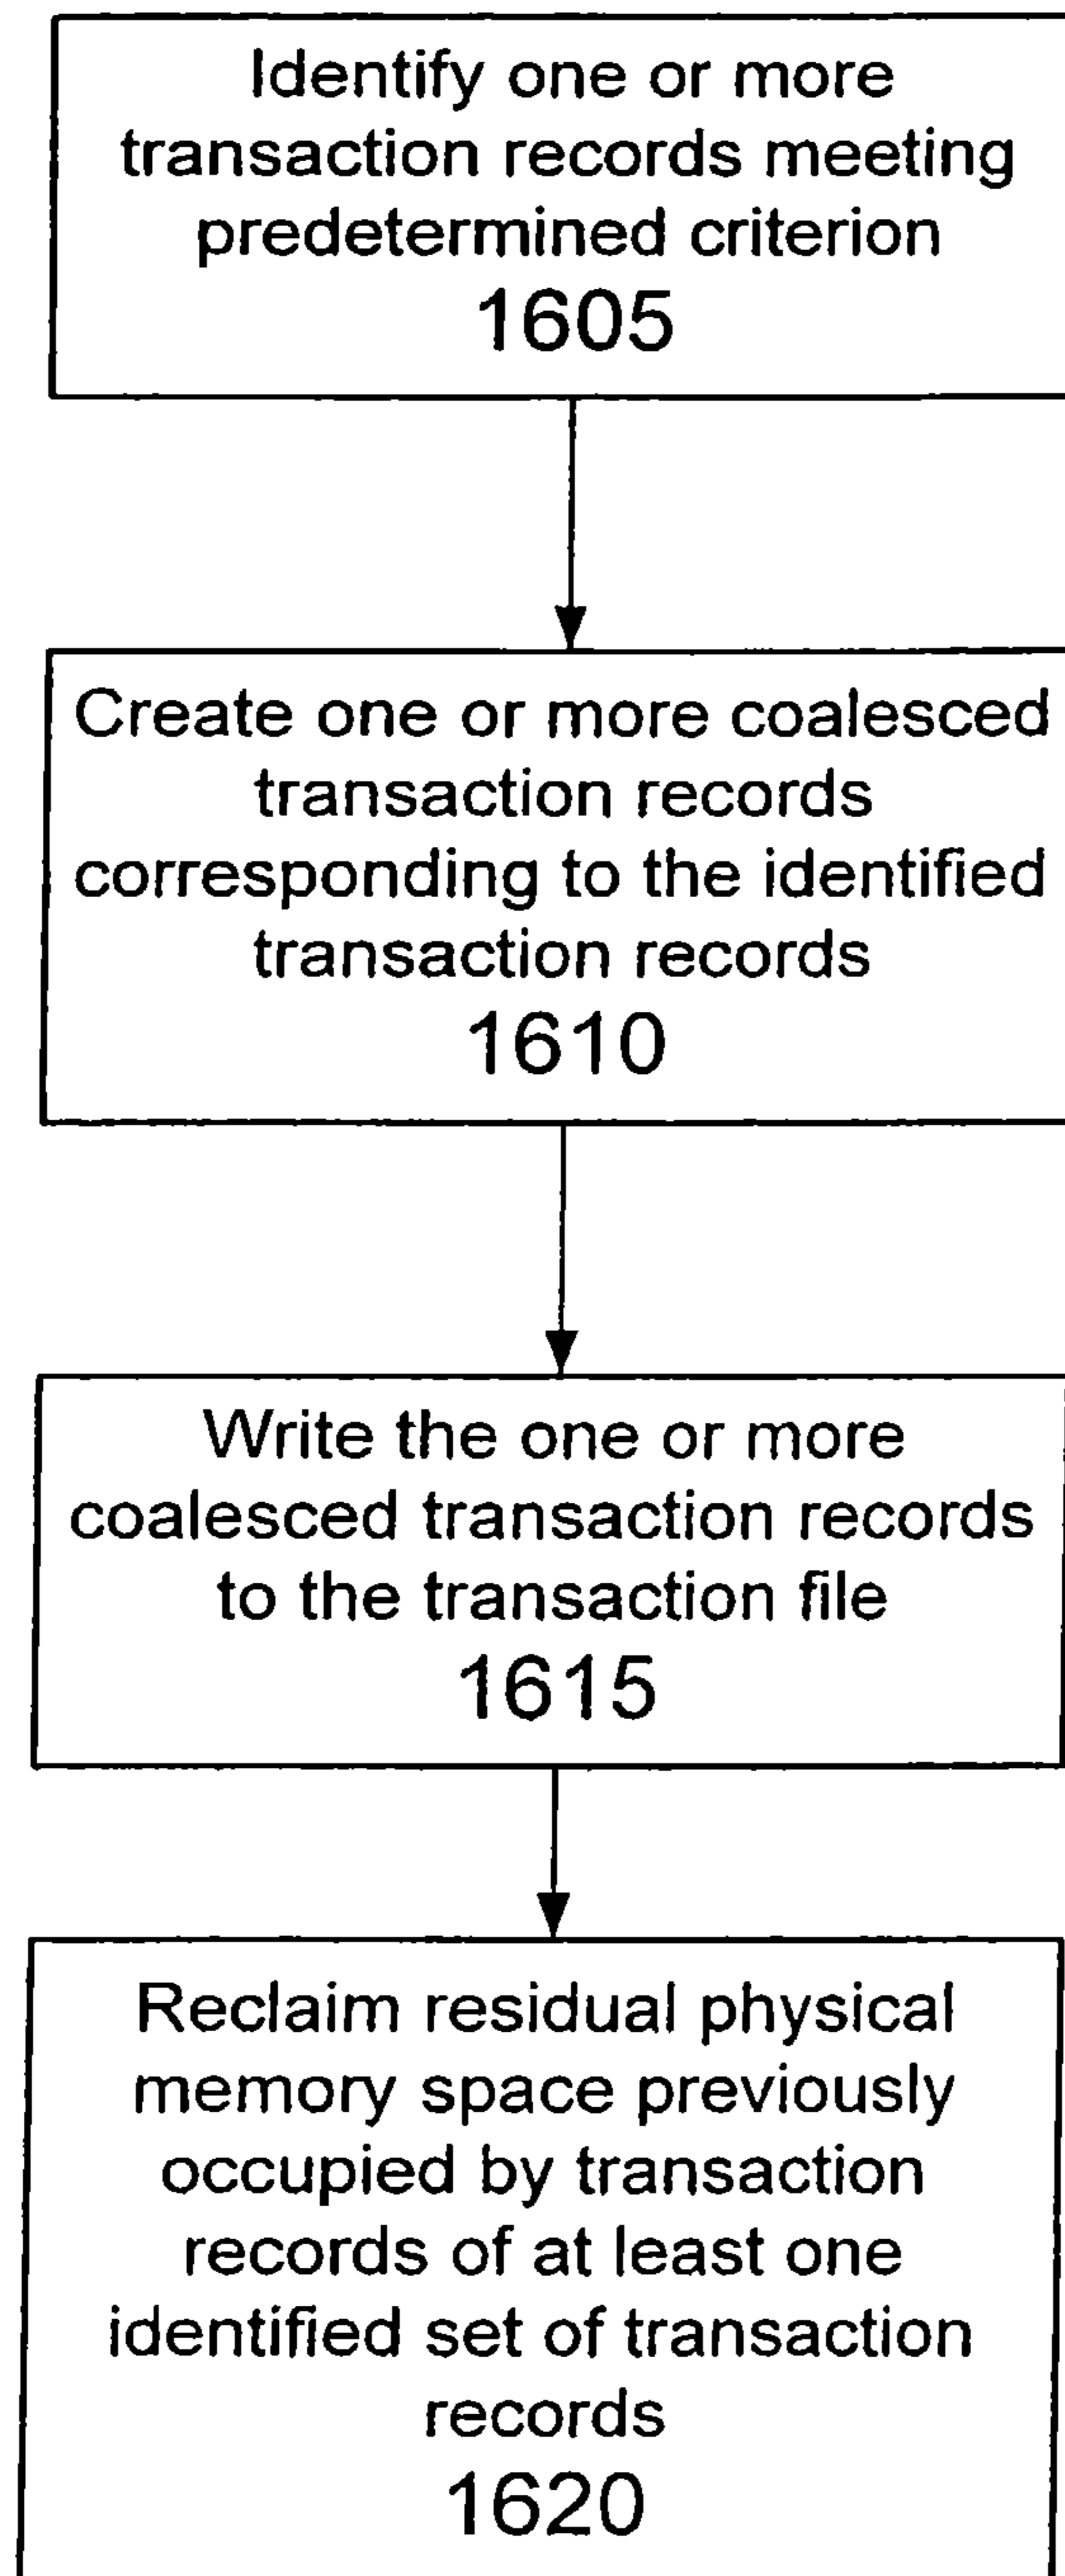 Identify one or more
transaction records meeting
predetermined criterion
1605
Create one or more coalesced
transaction records
corresponding to the identified
transaction records
1610
Write the one or more
coalesced transaction records
to the transaction file
1615
Reclaim residual physical
memory space previously
occupied by transaction
records of at least one
identified set of transaction
records
1620